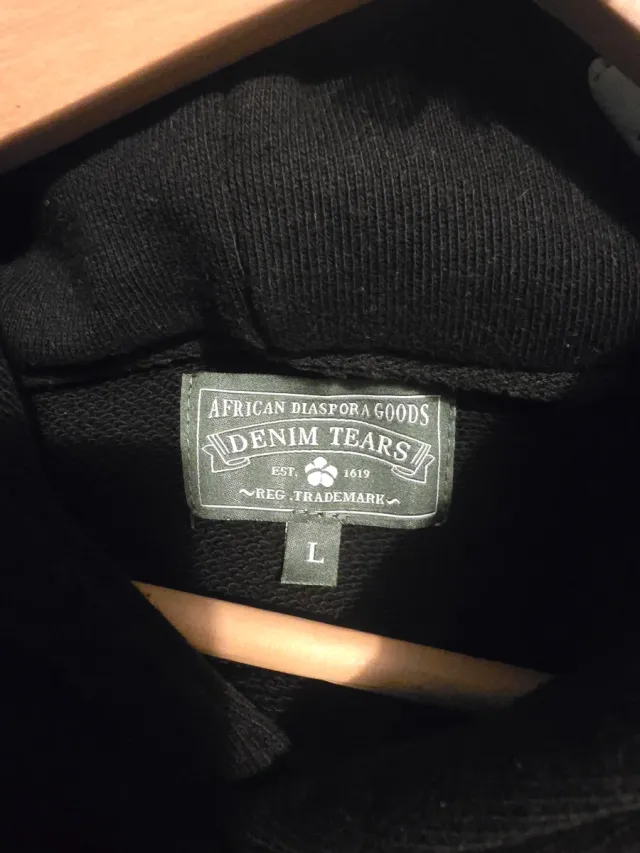 AFRICAN DIASPORA GOODS
DENIM TEARS
EST. 1619
~REG.TRADEMARK~
L